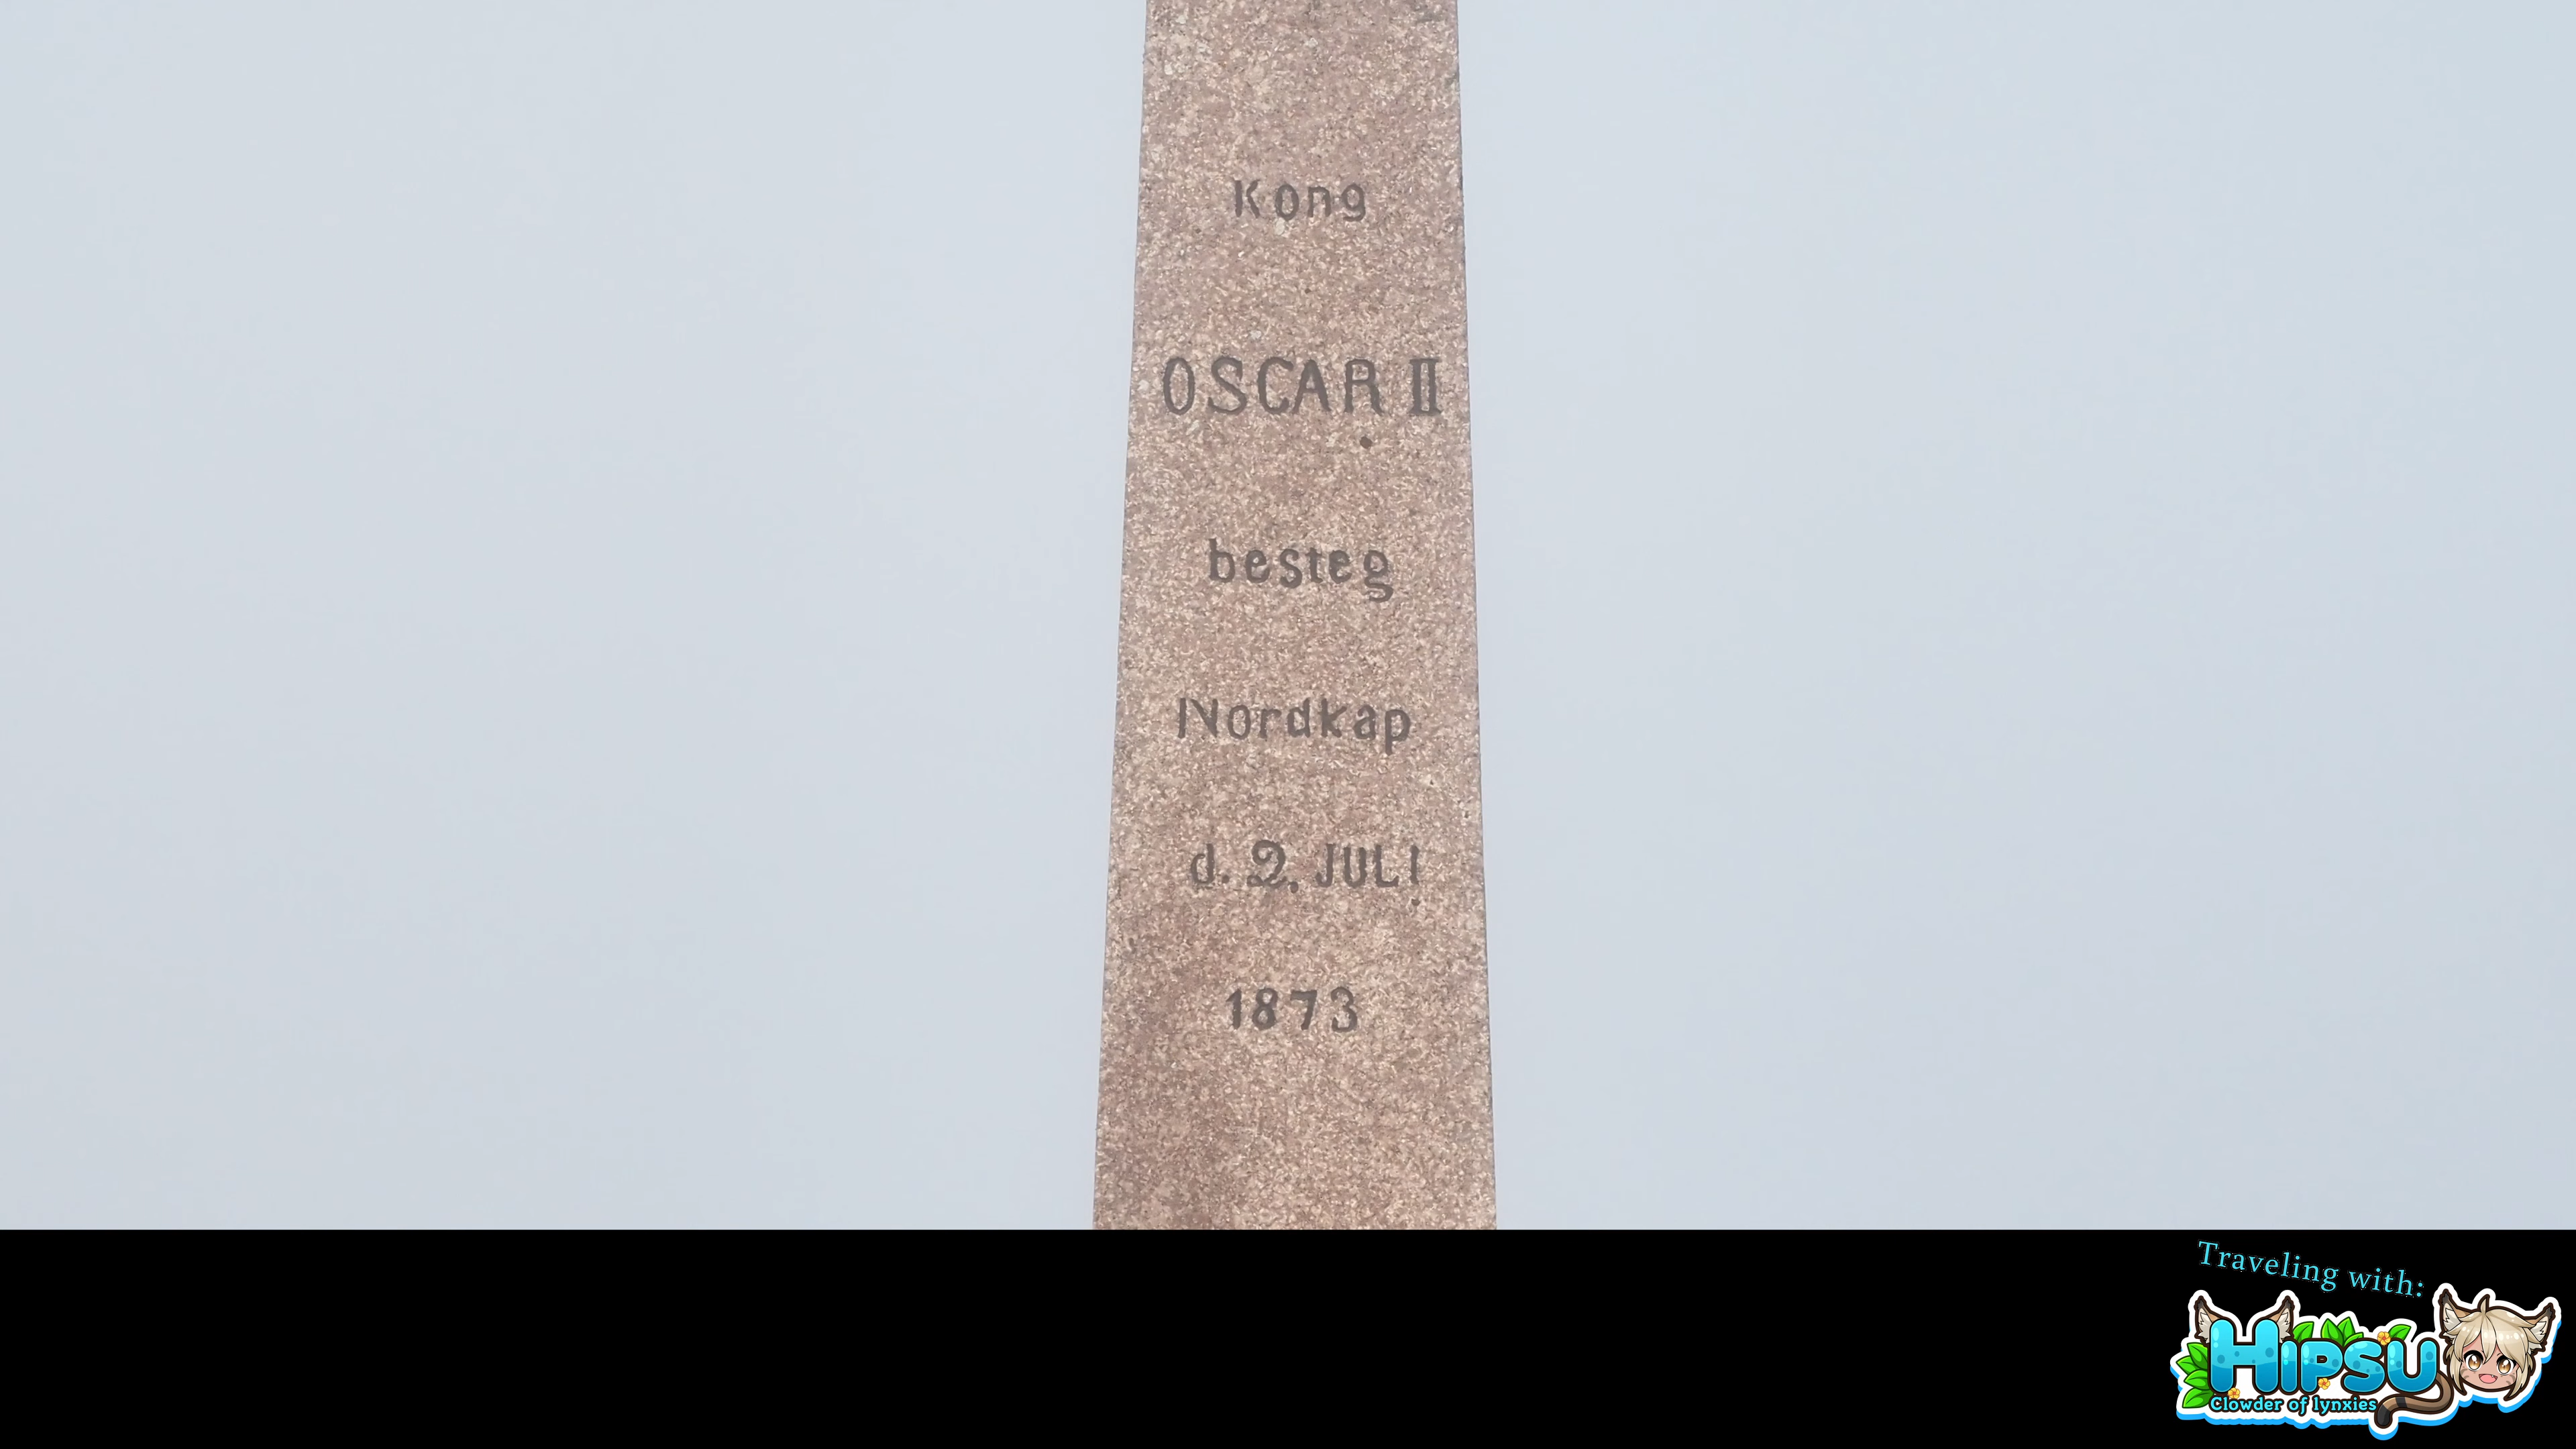 Kong
OSCAR II
besteg
Nordkap
d. 2. JULI
1873
Traveling with:
HiPSU
Clowder of lynxies